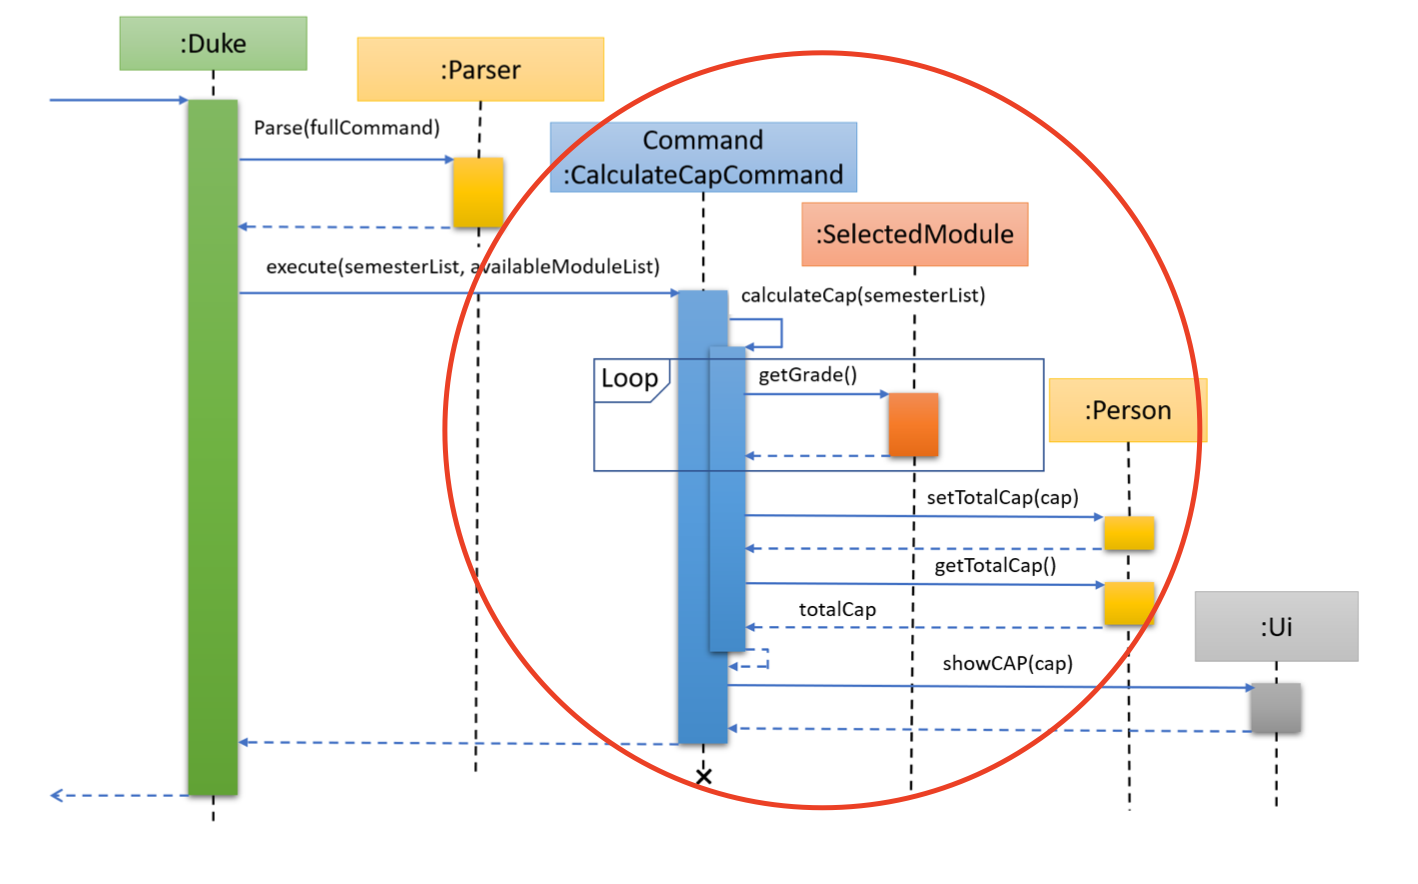 :Duke
:Parser
Parse(fullCommand)
Command
:CalculateCapCommand
:SelectedModule
execute(semesterList, availableModuleList)
calculateCap(semesterList)
Loop
getGrade()
:Person
setTotalCap(cap)
getTotalCap()
totalCap
:Ui
showCAP(cap)